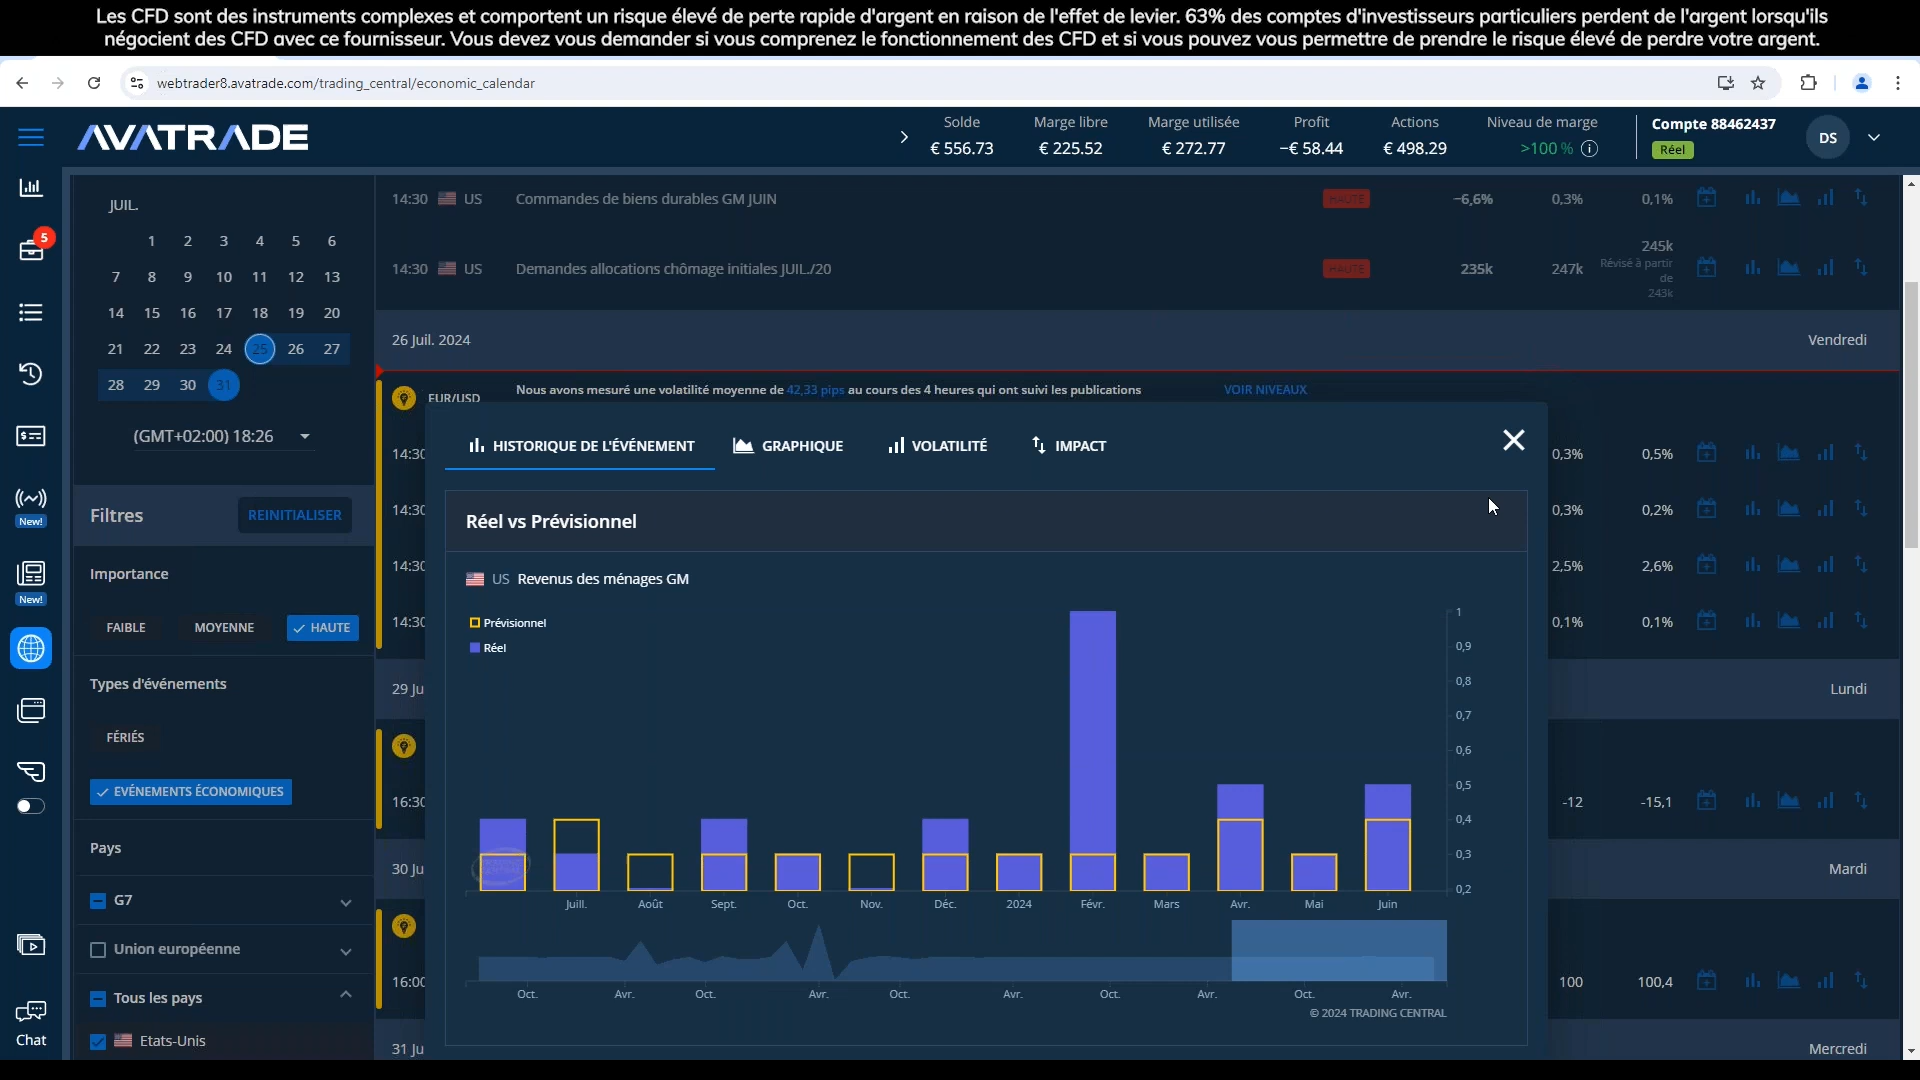 Les CFD sont des instruments complexes et comportent un risque élevé de perte rapide d'argent en raison de l'effet de levier. 63% des comptes d'investisseurs particuliers perdent de l'argent lorsqu'ils
négocient des CFD avec ce fournisseur. Vous devez vous demander si vous comprenez le fonctionnement des CFD et si vous pouvez vous permettre de prendre le risque élevé de perdre votre argent.
webtrader8.avatrade.com/trading_central/economic_calendar
AVATRADE
Solde
€ 556.73
Marge libre
€ 225.52
Marge utilisée
€ 272.77
Profit
−€ 58.44
Actions
€ 498.29
Niveau de marge
>100 %
Compte 88462437
Réel
DS
5
New!
New!
Chat
JUIL.
1 2 3 4 5 6
7 8 9 10 11 12 13
14 15 16 17 18 19 20
21 22 23 24 25 26 27
28 29 30 31
(GMT+02:00) 18:26
Filtres
REINITIALISER
Importance
FAIBLE MOYENNE HAUTE
Types d'événements
FÉRIÉS
EVÉNEMENTS ÉCONOMIQUES
Pays
G7
Union européenne
Tous les pays
Etats-Unis
14:30 US Commandes de biens durables GM JUIN HAUTE −6,6% 0,3% 0,1%
14:30 US Demandes allocations chômage initiales JUIL./20 HAUTE 235k 247k 245k
Révisé à partir
de
243k
26 Juil. 2024 Vendredi
EUR/USD Nous avons mesuré une volatilité moyenne de 42,33 pips au cours des 4 heures qui ont suivi les publications VOIR NIVEAUX
14:30 0,3% 0,5%
14:30 0,3% 0,2%
14:30 2,5% 2,6%
14:30 0,1% 0,1%
29 Ju Lundi
16:30 -12 -15,1
30 Ju Mardi
16:00 100 100,4
31 Ju Mercredi
HISTORIQUE DE L'ÉVÉNEMENT GRAPHIQUE VOLATILITÉ IMPACT
Réel vs Prévisionnel
US Revenus des ménages GM
Prévisionnel
Réel
1
0,9
0,8
0,7
0,6
0,5
0,4
0,3
0,2
Juill. Août Sept. Oct. Nov. Déc. 2024 Févr. Mars Avr. Mai Juin
Oct. Avr. Oct. Avr. Oct. Avr. Oct. Avr. Oct. Avr.
© 2024 TRADING CENTRAL